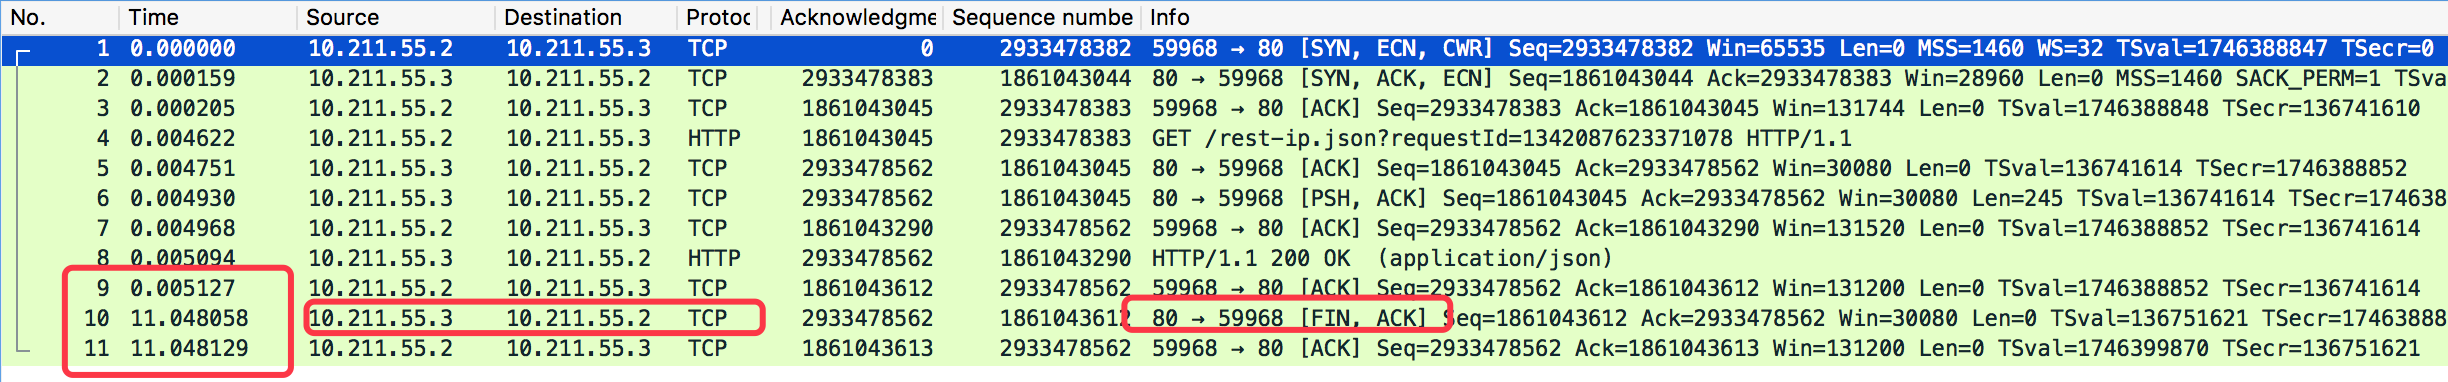 No. Time Source Destination Protoc Acknowledgme Sequence numbe Info
1 0.000000 10.211.55.2 10.211.55.3 TCP 0 2933478382 59968 → 80 [SYN, ECN, CWR] Seq=2933478382 Win=65535 Len=0 MSS=1460 WS=32 TSval=1746388847 TSecr=0
2 0.000159 10.211.55.3 10.211.55.2 TCP 2933478383 1861043044 80 → 59968 [SYN, ACK, ECN] Seq=1861043044 Ack=2933478383 Win=28960 Len=0 MSS=1460 SACK_PERM=1 TSva
3 0.000205 10.211.55.2 10.211.55.3 TCP 1861043045 2933478383 59968 → 80 [ACK] Seq=2933478383 Ack=1861043045 Win=131744 Len=0 TSval=1746388848 TSecr=136741610
4 0.004622 10.211.55.2 10.211.55.3 HTTP 1861043045 2933478383 GET /rest-ip.json?requestId=1342087623371078 HTTP/1.1
5 0.004751 10.211.55.3 10.211.55.2 TCP 2933478562 1861043045 80 → 59968 [ACK] Seq=1861043045 Ack=2933478562 Win=30080 Len=0 TSval=136741614 TSecr=1746388852
6 0.004930 10.211.55.3 10.211.55.2 TCP 2933478562 1861043045 80 → 59968 [PSH, ACK] Seq=1861043045 Ack=2933478562 Win=30080 Len=245 TSval=136741614 TSecr=174638
7 0.004968 10.211.55.2 10.211.55.3 TCP 1861043290 2933478562 59968 → 80 [ACK] Seq=2933478562 Ack=1861043290 Win=131520 Len=0 TSval=1746388852 TSecr=136741614
8 0.005094 10.211.55.3 10.211.55.2 HTTP 2933478562 1861043290 HTTP/1.1 200 OK (application/json)
9 0.005127 10.211.55.2 10.211.55.3 TCP 1861043612 2933478562 59968 → 80 [ACK] Seq=2933478562 Ack=1861043612 Win=131200 Len=0 TSval=1746388852 TSecr=136741614
10 11.048058 10.211.55.3 10.211.55.2 TCP 2933478562 1861043612 80 → 59968 [FIN, ACK] Seq=1861043612 Ack=2933478562 Win=30080 Len=0 TSval=136751621 TSecr=17463888
11 11.048129 10.211.55.2 10.211.55.3 TCP 1861043613 2933478562 59968 → 80 [ACK] Seq=2933478562 Ack=1861043613 Win=131200 Len=0 TSval=1746399870 TSecr=136751621